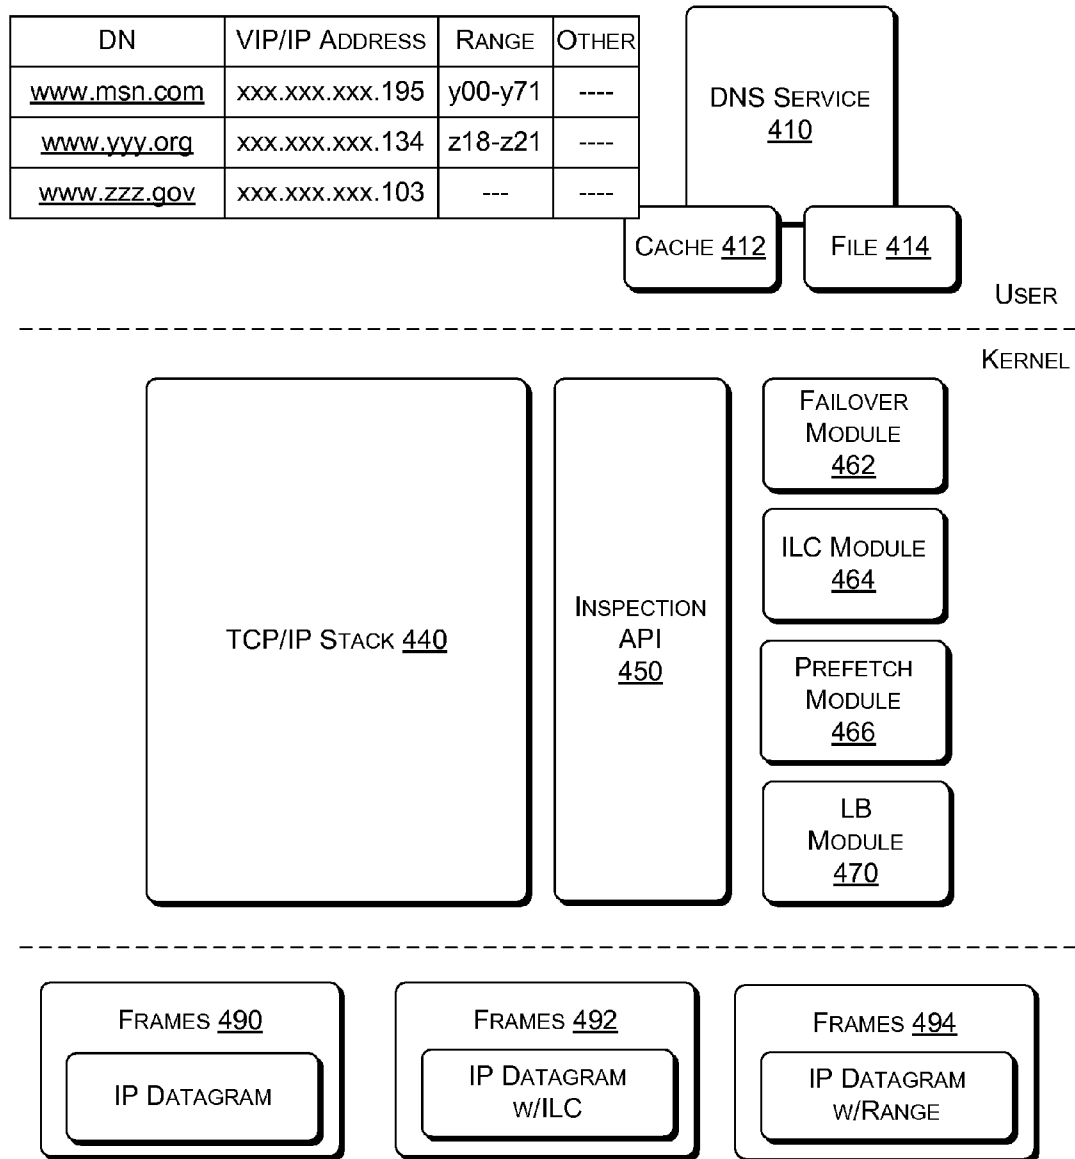 DN VIP/IP ADDRESS RANGE OTHER
www.msn.com xxx.xxx.xxx.195 y00-y71 ----
www.yyy.org xxx.xxx.xxx.134 z18-z21 ----
www.zzz.gov xxx.xxx.xxx.103 --- ----
DNS SERVICE
410
CACHE 412
FILE 414
USER
KERNEL
TCP/IP STACK 440
INSPECTION
API
450
FAILOVER
MODULE
462
ILC MODULE
464
PREFETCH
MODULE
466
LB
MODULE
470
FRAMES 490
IP DATAGRAM
FRAMES 492
IP DATAGRAM
W/ILC
FRAMES 494
IP DATAGRAM
W/RANGE